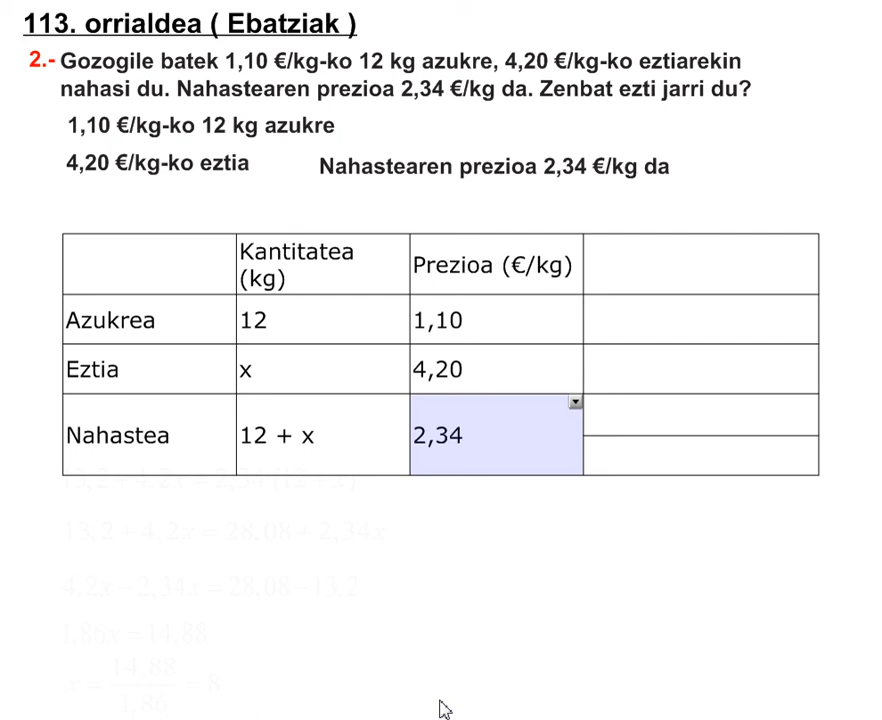 113. orrialdea ( Ebatziak )
2.- Gozogile batek 1,10 €/kg-ko 12 kg azukre, 4,20 €/kg-ko eztiarekin
nahasi du. Nahastearen prezioa 2,34 €/kg da. Zenbat ezti jarri du?
1,10 €/kg-ko 12 kg azukre
4,20 €/kg-ko eztia Nahastearen prezioa 2,34 €/kg da
Kantitatea (kg) Prezioa (€/kg)
Azukrea 12 1,10
Eztia x 4,20
Nahastea 12 + x 2,34
13,2 + 4,2x = 2,34 (12 + x)
13,2 + 4,2x = 28,08 + 2,34x
4,2x − 2,34x = 28,08 − 13,2
1,86x = 14,88
x = 14,88 / 1,86 = 8